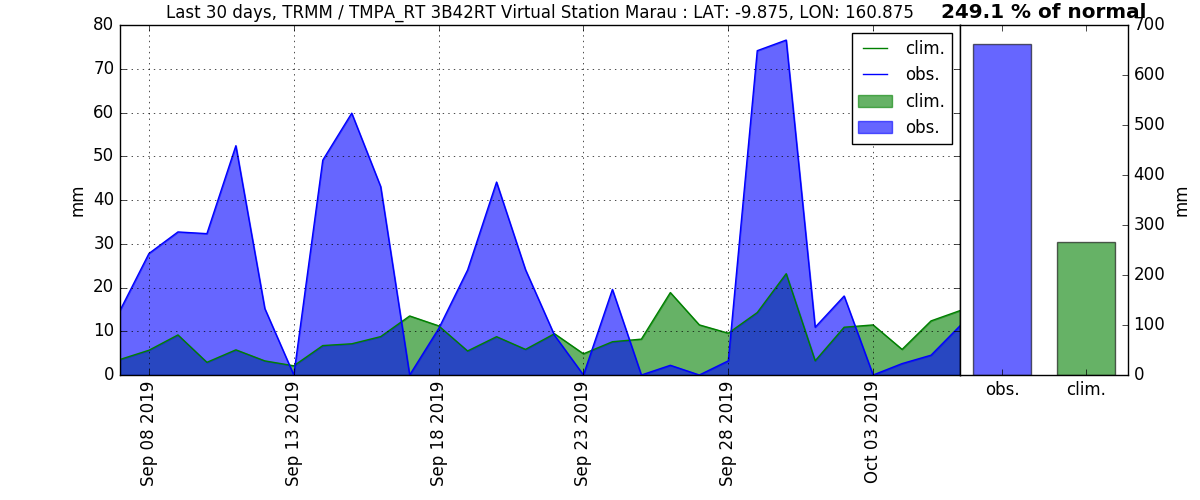 Last 30 days, TRMM / TMPA_RT 3B42RT Virtual Station Marau : LAT: -9.875, LON: 160.875
249.1 % of normal
80
70
60
50
40
30
20
10
0
mm
clim.
obs.
clim.
obs.
Sep 08 2019
Sep 13 2019
Sep 18 2019
Sep 23 2019
Sep 28 2019
Oct 03 2019
700
600
500
400
300
200
100
0
mm
obs.
clim.